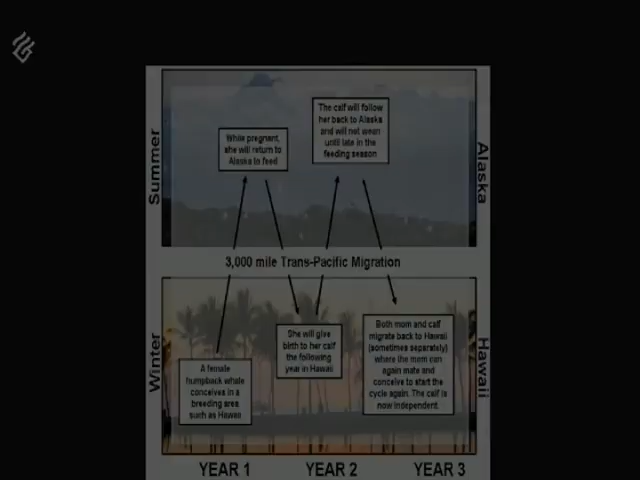 Summer
Alaska
While pregnant,
she will return to
Alaska to feed
The calf will follow
her back to Alaska
and will not wean
until late in the
feeding season
3,000 mile Trans-Pacific Migration
Winter
Hawaii
A female
humpback whale
conceives in a
breeding area
such as Hawaii
She will give
birth to her calf
the following
year in Hawaii
Both mom and calf
migrate back to Hawaii
(sometimes separately)
where the mom can
again mate and
conceive to start the
cycle again. The calf is
now independent.
YEAR 1
YEAR 2
YEAR 3